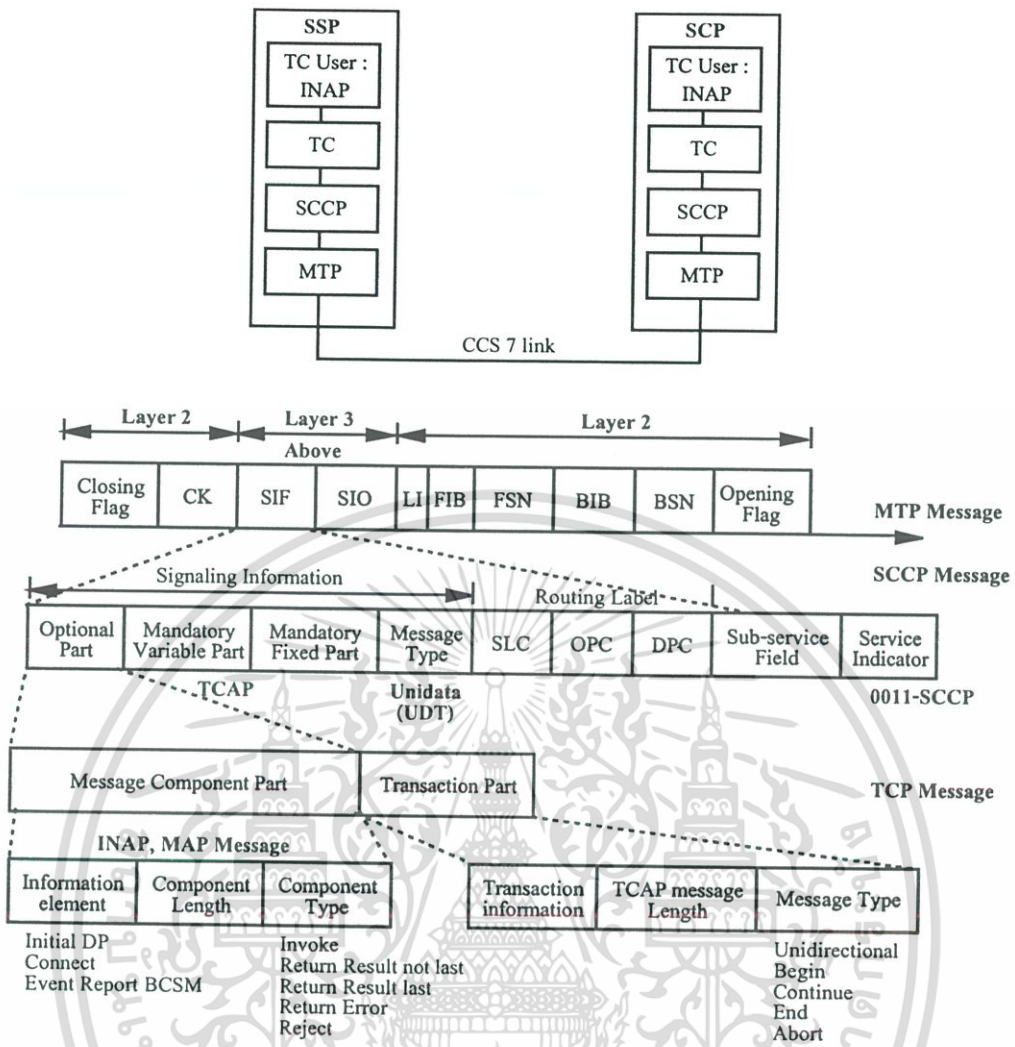 SSP
TC User :
INAP
TC
SCCP
MTP
SCP
TC User :
INAP
TC
SCCP
MTP
CCS 7 link
Layer 2
Layer 3
Above
Layer 2
Closing
Flag
CK
SIF
SIO
LI
FIB
FSN
BIB
BSN
Opening
Flag
MTP Message
SCCP Message
Signaling Information
Routing Label
Optional
Part
Mandatory
Variable Part
Mandatory
Fixed Part
Message
Type
SLC
OPC
DPC
Sub-service
Field
Service
Indicator
TCAP
Unidata
(UDT)
0011-SCCP
Message Component Part
Transaction Part
TCP Message
INAP, MAP Message
Information
element
Component
Length
Component
Type
Transaction
information
TCAP message
Length
Message Type
Initial DP
Connect
Event Report BCSM
Invoke
Return Result not last
Return Result last
Return Error
Reject
Unidirectional
Begin
Continue
End
Abort